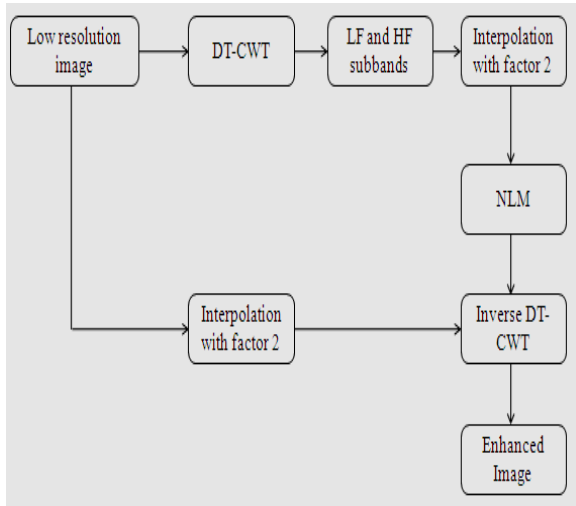 Low resolution
image
DT-CWT
LF and HF
subbands
Interpolation
with factor 2
NLM
Interpolation
with factor 2
Inverse DT-
CWT
Enhanced
Image